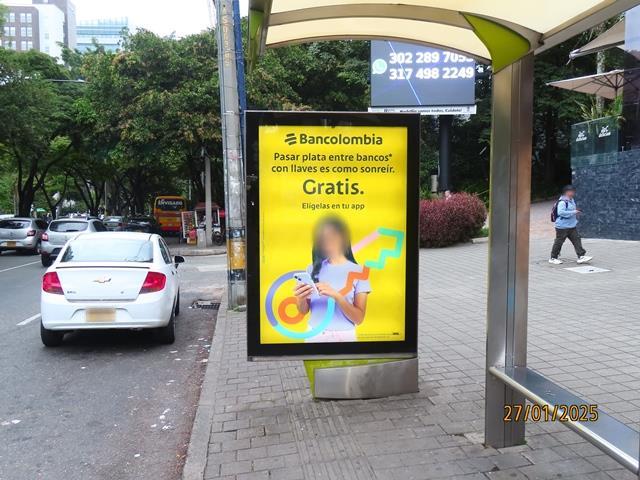 302 289 7055
317 498 2249
Bancolombia
Pasar plata entre bancos*
con llaves es como sonreír.
Gratis.
Elígelas en tu app
ENVIGADO
27/01/2025